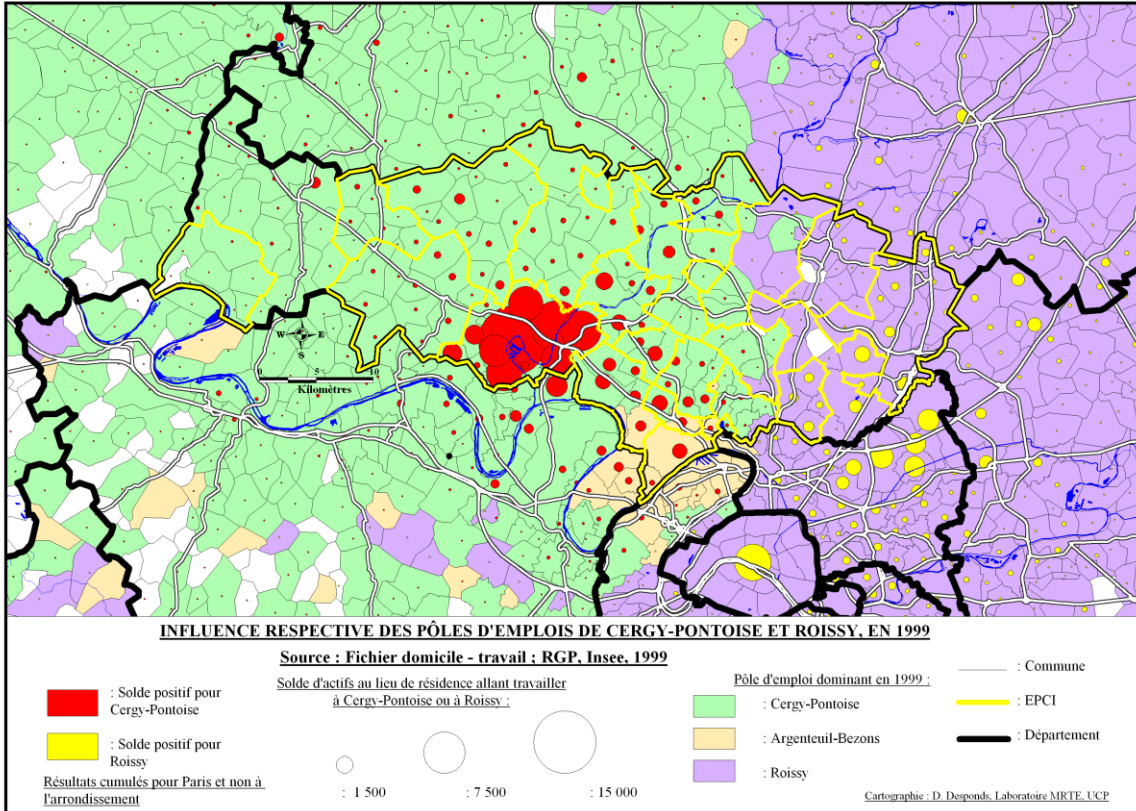 W E
S
0 5 10
Kilomètres
INFLUENCE RESPECTIVE DES PÔLES D'EMPLOIS DE CERGY-PONTOISE ET ROISSY, EN 1999
Source : Fichier domicile - travail ; RGP, Insee, 1999
: Solde positif pour
Cergy-Pontoise
: Solde positif pour
Roissy
Résultats cumulés pour Paris et non à
l'arrondissement
Solde d'actifs au lieu de résidence allant travailler
à Cergy-Pontoise ou à Roissy :
: 1 500 : 7 500 : 15 000
Pôle d'emploi dominant en 1999 :
: Cergy-Pontoise
: Argenteuil-Bezons
: Roissy
: Commune
: EPCI
: Département
Cartographie : D. Desponds, Laboratoire MRTE, UCP